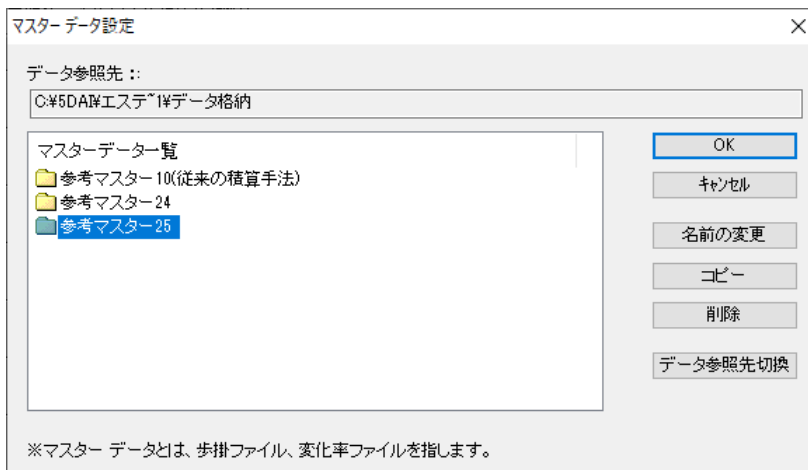 マスター データ設定
データ参照先 ::
C:¥5DAI¥エステ~1¥データ格納
マスターデータ一覧
参考マスター10(従来の積算手法)
参考マスター24
参考マスター25
OK
キャンセル
名前の変更
コピー
削除
データ参照先切換
※マスター データとは、歩掛ファイル、変化率ファイルを指します。